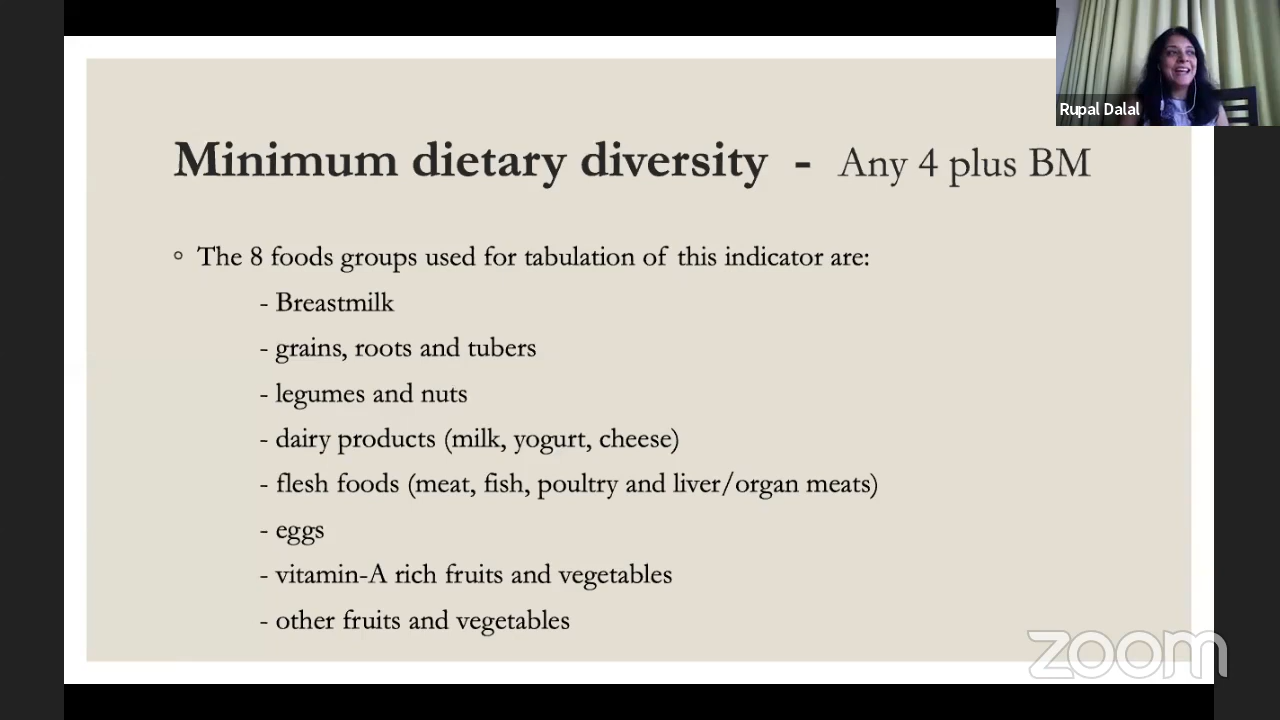 Rupal Dalal
Minimum dietary diversity - Any 4 plus BM
◦ The 8 foods groups used for tabulation of this indicator are:
- Breastmilk
- grains, roots and tubers
- legumes and nuts
- dairy products (milk, yogurt, cheese)
- flesh foods (meat, fish, poultry and liver/organ meats)
- eggs
- vitamin-A rich fruits and vegetables
- other fruits and vegetables
zoom